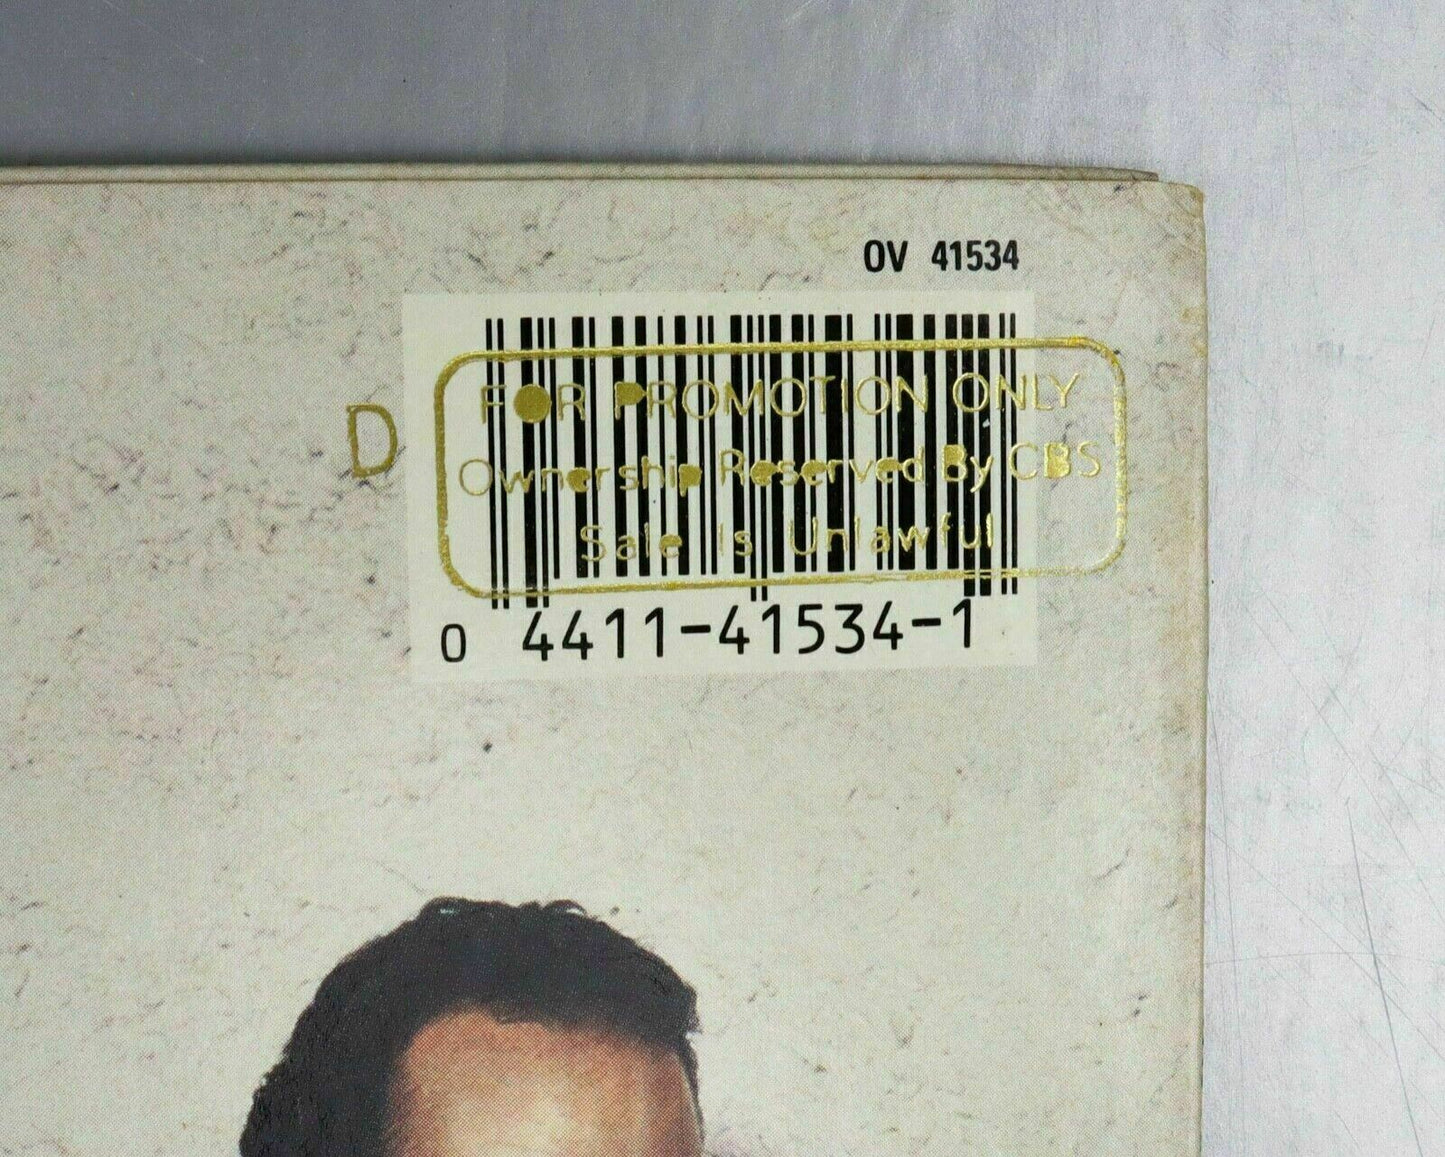 OV 41534
D
FOR PROMOTION ONLY
Ownership Reserved By CBS
Sale Is Unlawful
0 4411-41534-1